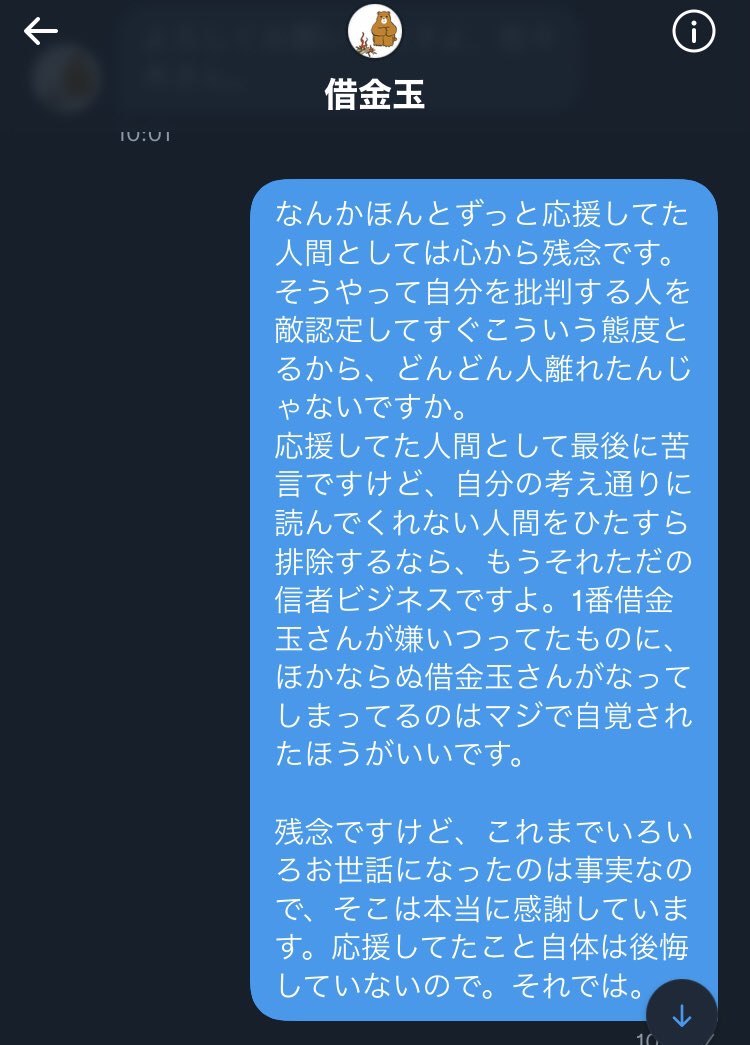 借金玉
10:01
なんかほんとずっと応援してた
人間としては心から残念です。
そうやって自分を批判する人を
敵認定してすぐこういう態度と
るから、どんどん人離れたんじ
ゃないですか。
応援してた人間として最後に苦
言ですけど、自分の考え通りに
読んでくれない人間をひたすら
排除するなら、もうそれただの
信者ビジネスですよ。1番借金
玉さんが嫌いつってたものに、
ほかならぬ借金玉さんがなって
しまってるのはマジで自覚され
たほうがいいです。
残念ですけど、これまでいろい
ろお世話になったのは事実なの
で、そこは本当に感謝していま
す。応援してたこと自体は後悔
していないので。それでは。